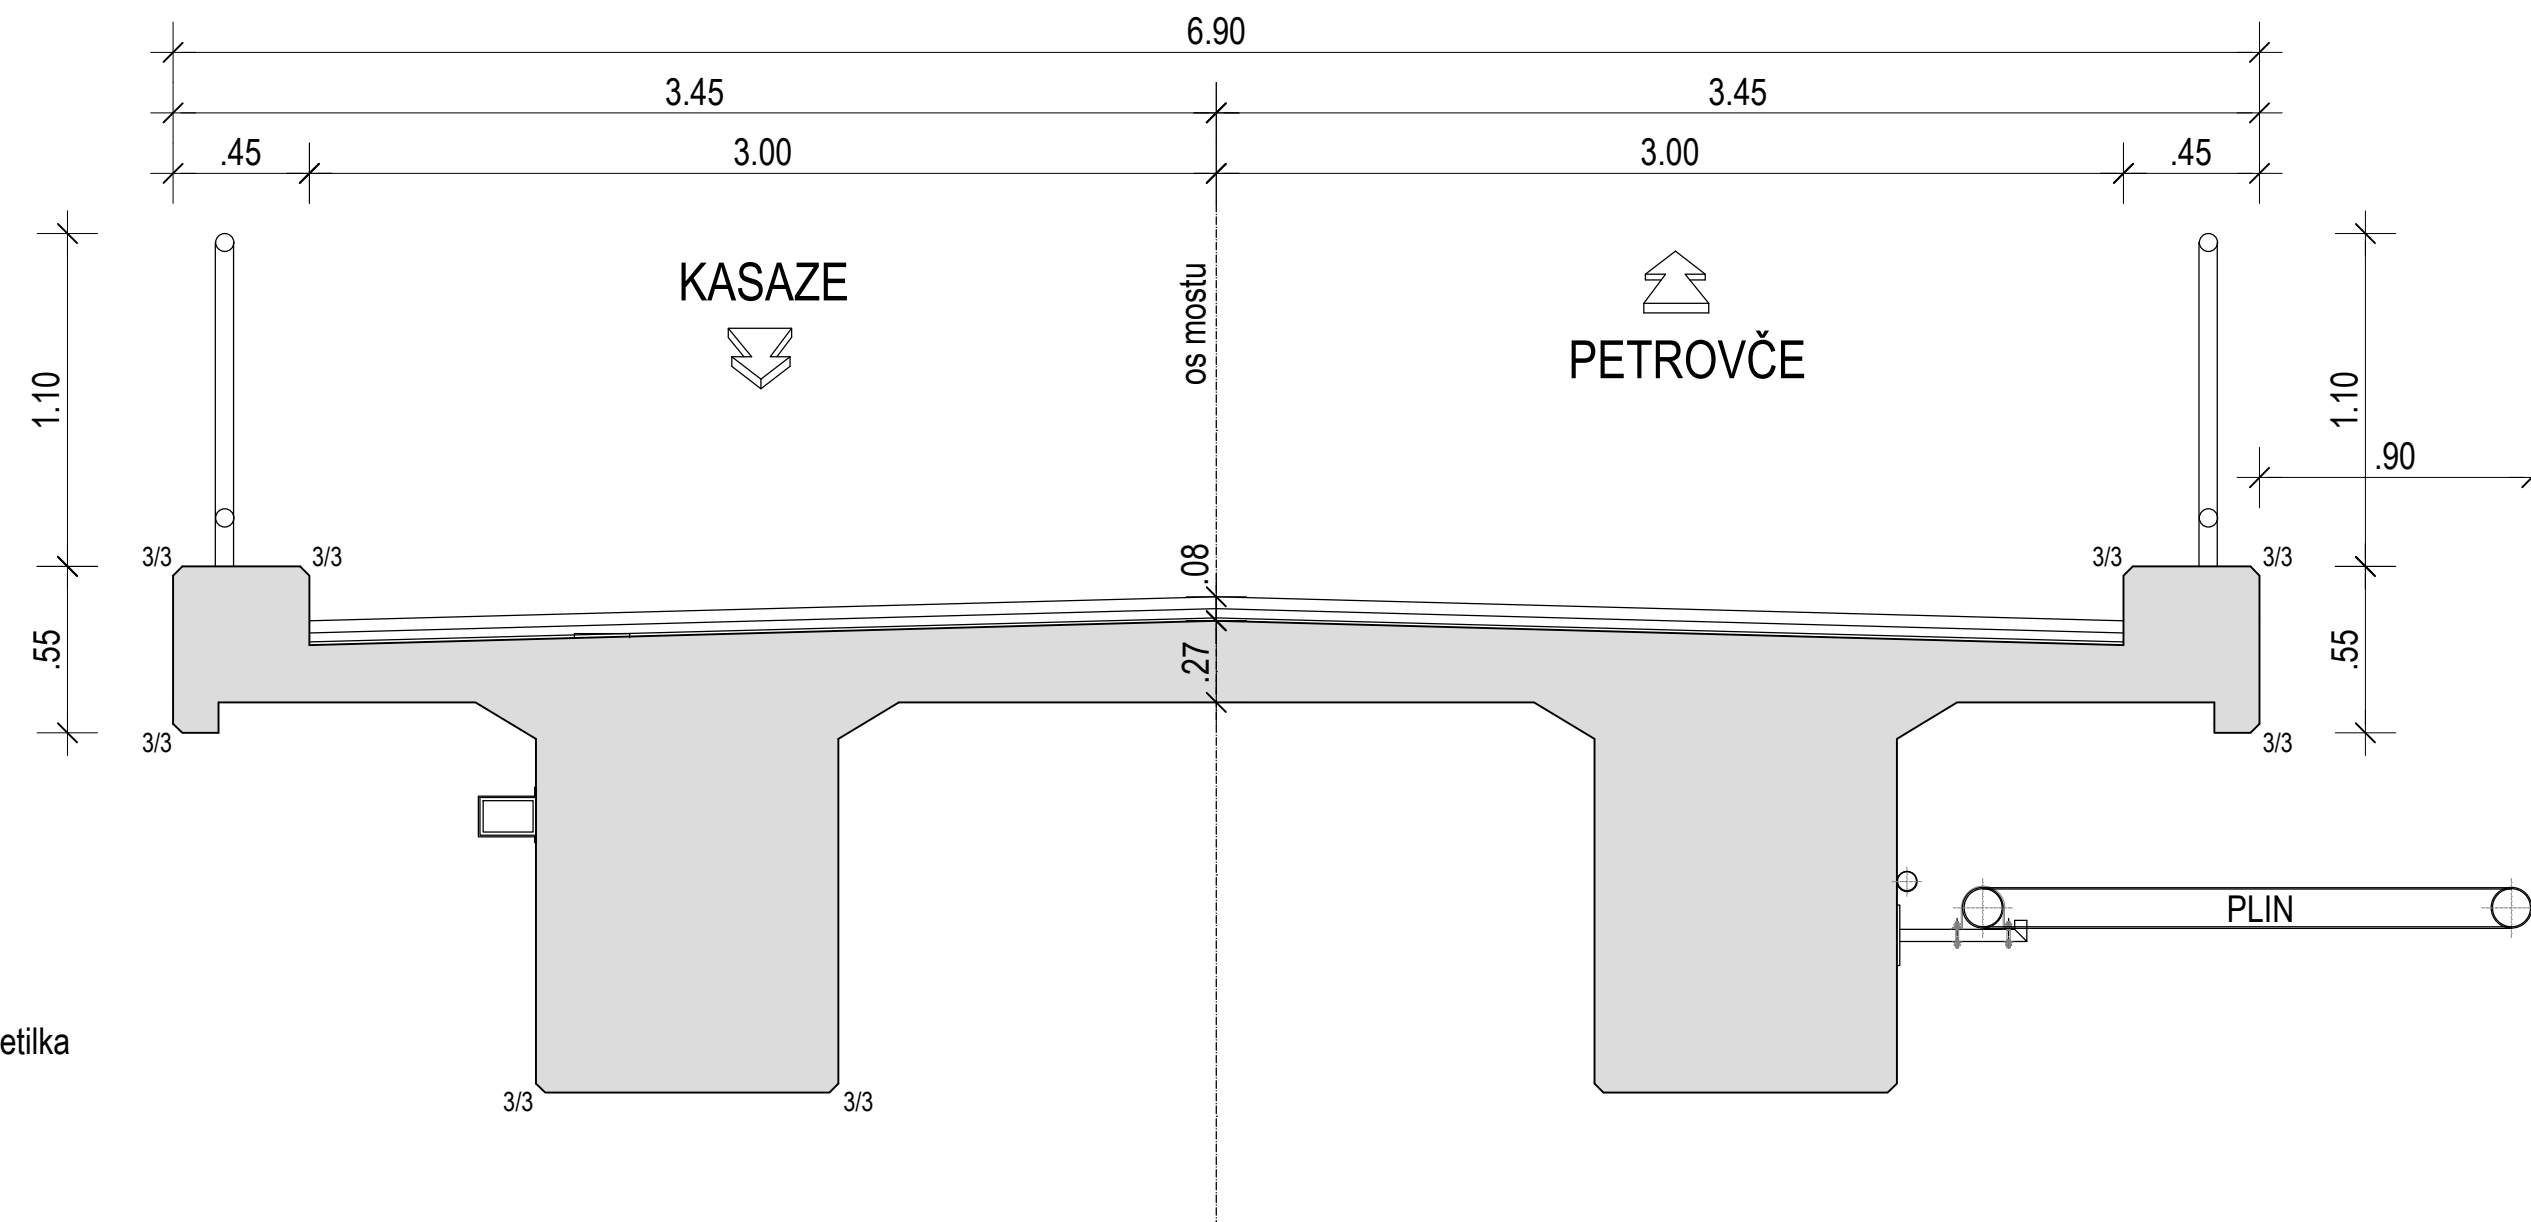 6.90
3.45 3.45
.45 3.00 3.00 .45
KASAZE
os mostu
PETROVČE
1.10
1.10
.90
.08
3/3 3/3 3/3 3/3
.55
.27
.55
3/3 3/3
PLIN
etilka
3/3 3/3